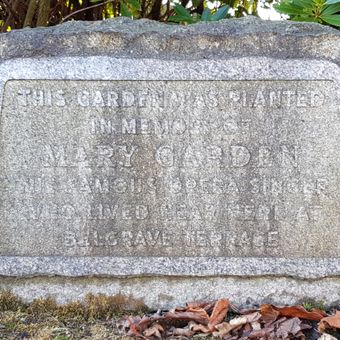 THIS GARDEN WAS PLANTED
IN MEMORY OF
MARY GARDEN
THE FAMOUS OPERA SINGER
WHO LIVED NEAR HERE AT
BELGRAVE TERRACE